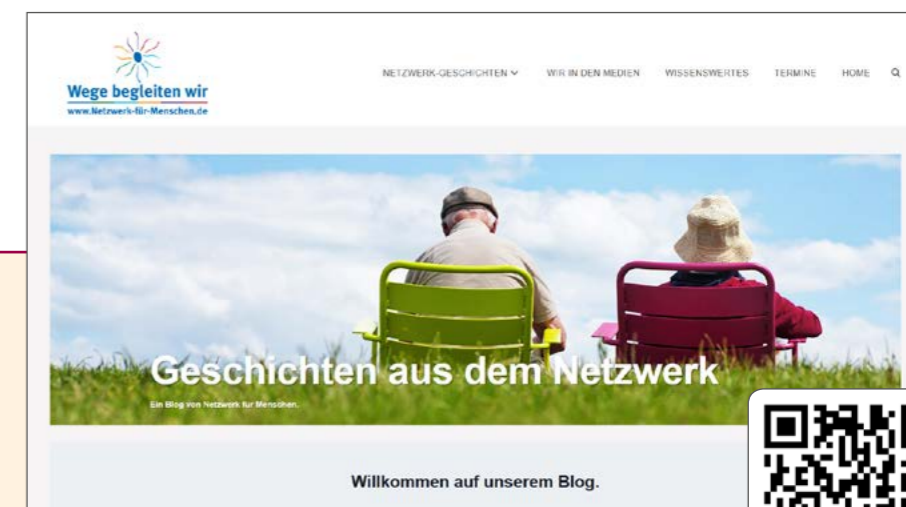 Wege begleiten wir
www.Netzwerk-für-Menschen.de
NETZWERK-GESCHICHTEN WIR IN DEN MEDIEN WISSENSWERTES TERMINE HOME
Geschichten aus dem Netzwerk
Ein Blog von Netzwerk für Menschen.
Willkommen auf unserem Blog.